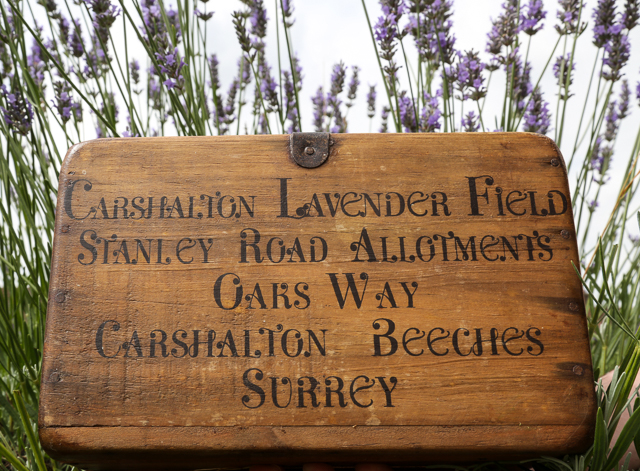 Carshalton Lavender Field
Stanley Road Allotments
Oaks Way
Carshalton Beeches
Surrey